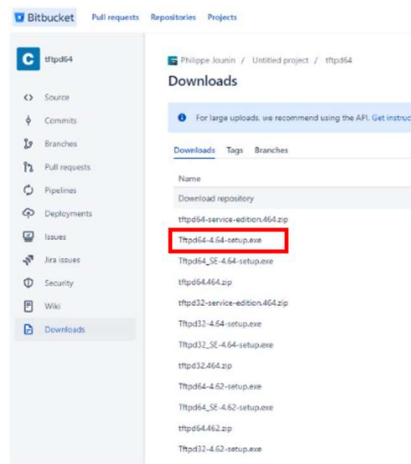 Bitbucket Pull requests Repositories Projects
C tftpd64
Philippe Jounin / Untitled project / tftpd64
Downloads
Source
For large uploads, we recommend using the API. Get instruc
Commits
Branches
Downloads Tags Branches
Pull requests
Name
Pipelines
Download repository
Deployments
tftpd64-service-edition.464.zip
Issues
Tftpd64-4.64-setup.exe
Jira issues
Tftpd64_SE-4.64-setup.exe
Security
tftpd64.464.zip
Wiki
tftpd32-service-edition.464.zip
Downloads
Tftpd32-4.64-setup.exe
Tftpd32_SE-4.64-setup.exe
tftpd32.464.zip
Tftpd64-4.62-setup.exe
Tftpd64_SE-4.62-setup.exe
tftpd64.462.zip
Tftpd32-4.62-setup.exe